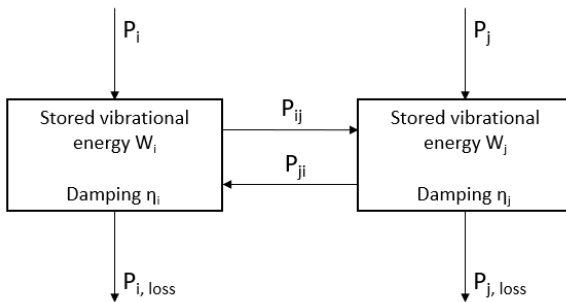 P_i
P_j
Stored vibrational
energy W_i
Damping η_i
P_ij
P_ji
Stored vibrational
energy W_j
Damping η_j
P_i, loss
P_j, loss